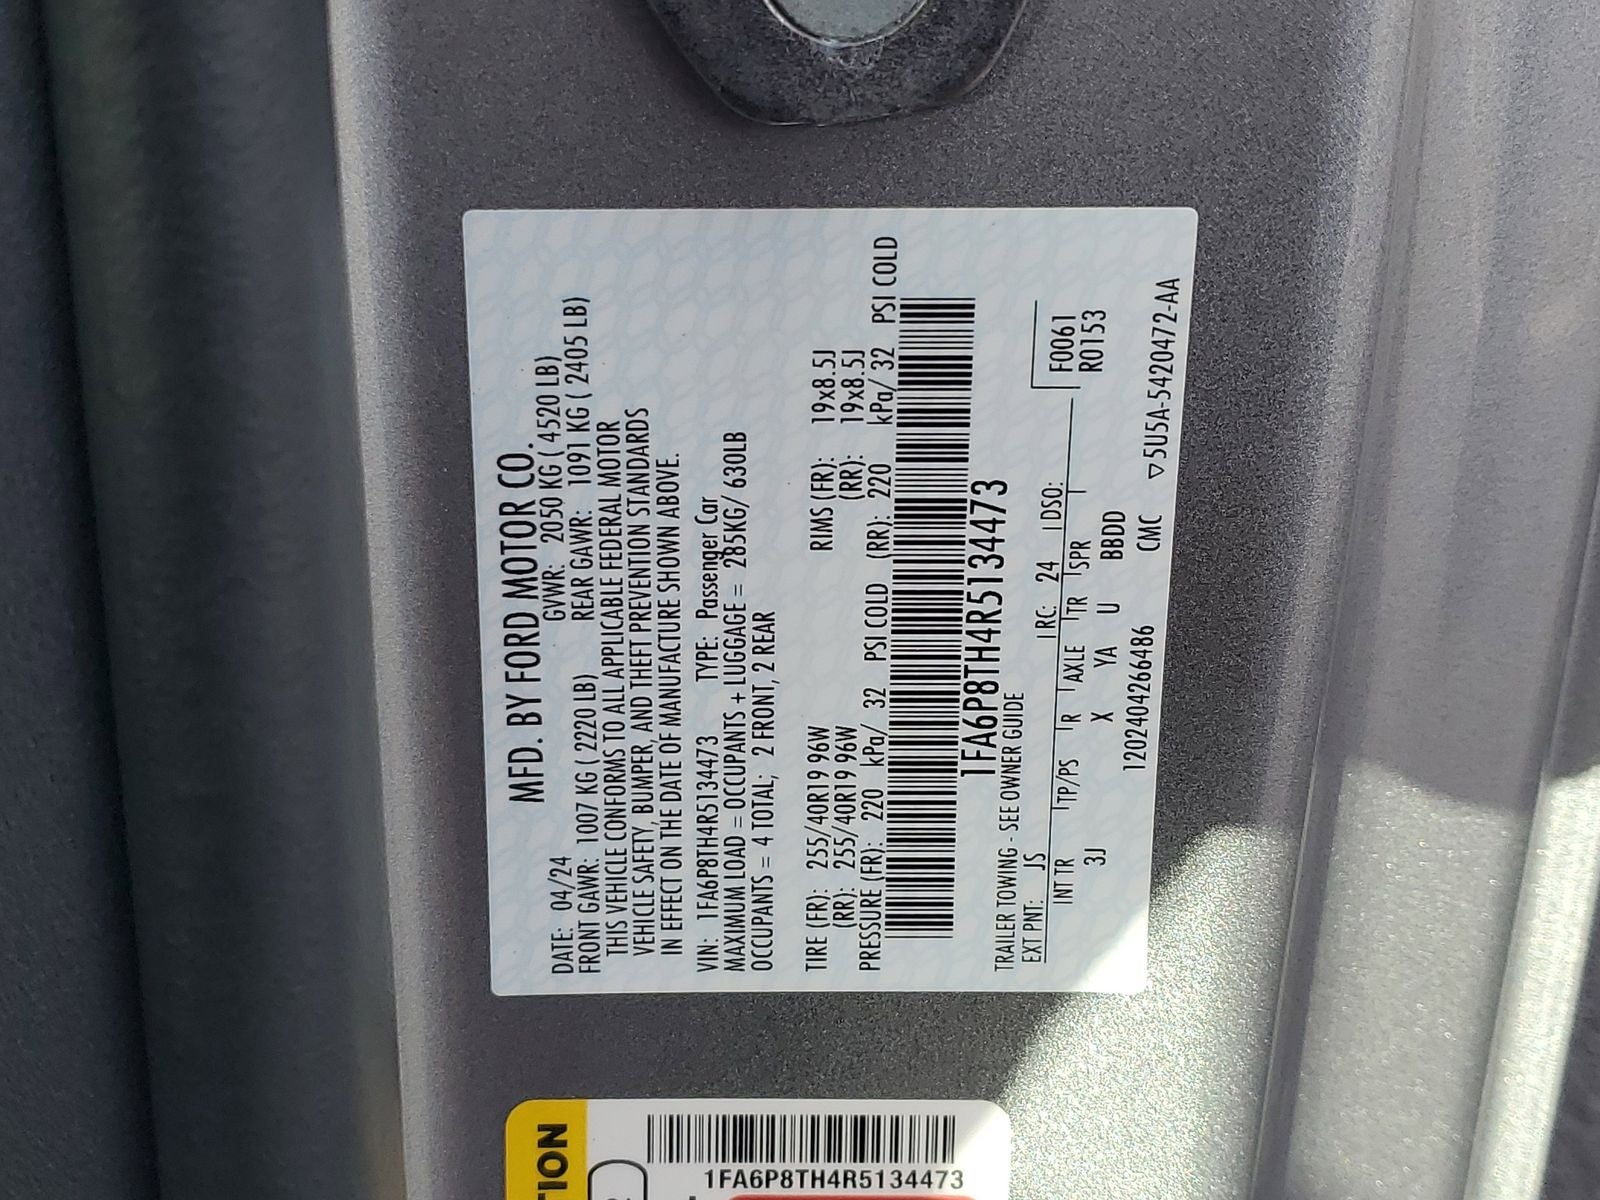 MFD. BY FORD MOTOR CO.
DATE: 04/24 GVWR: 2050 KG ( 4520 LB)
FRONT GAWR: 1007 KG ( 2220 LB) REAR GAWR: 1091 KG ( 2405 LB)
THIS VEHICLE CONFORMS TO ALL APPLICABLE FEDERAL MOTOR
VEHICLE SAFETY, BUMPER, AND THEFT PREVENTION STANDARDS
IN EFFECT ON THE DATE OF MANUFACTURE SHOWN ABOVE.
VIN: 1FA6P8TH4R5134473 TYPE: Passenger Car
MAXIMUM LOAD = OCCUPANTS + LUGGAGE = 285KG/ 630LB
OCCUPANTS = 4 TOTAL; 2 FRONT, 2 REAR
TIRE (FR): 255/40R19 96W RIMS (FR): 19x8.5J
(RR): 255/40R19 96W (RR): 19x8.5J
PRESSURE (FR): 220 kPa/ 32 PSI COLD (RR): 220 kPa/ 32 PSI COLD
1FA6P8TH4R5134473
TRAILER TOWING - SEE OWNER GUIDE
EXT PNT: JS RC: 24 DSO:
INT TR TP/PS R AXLE TR SPR F0061
3J X YA U BBDD R0153
120240426648​6 CMC ▽5U5A-5420472-AA
TION
1FA6P8TH4R5134473